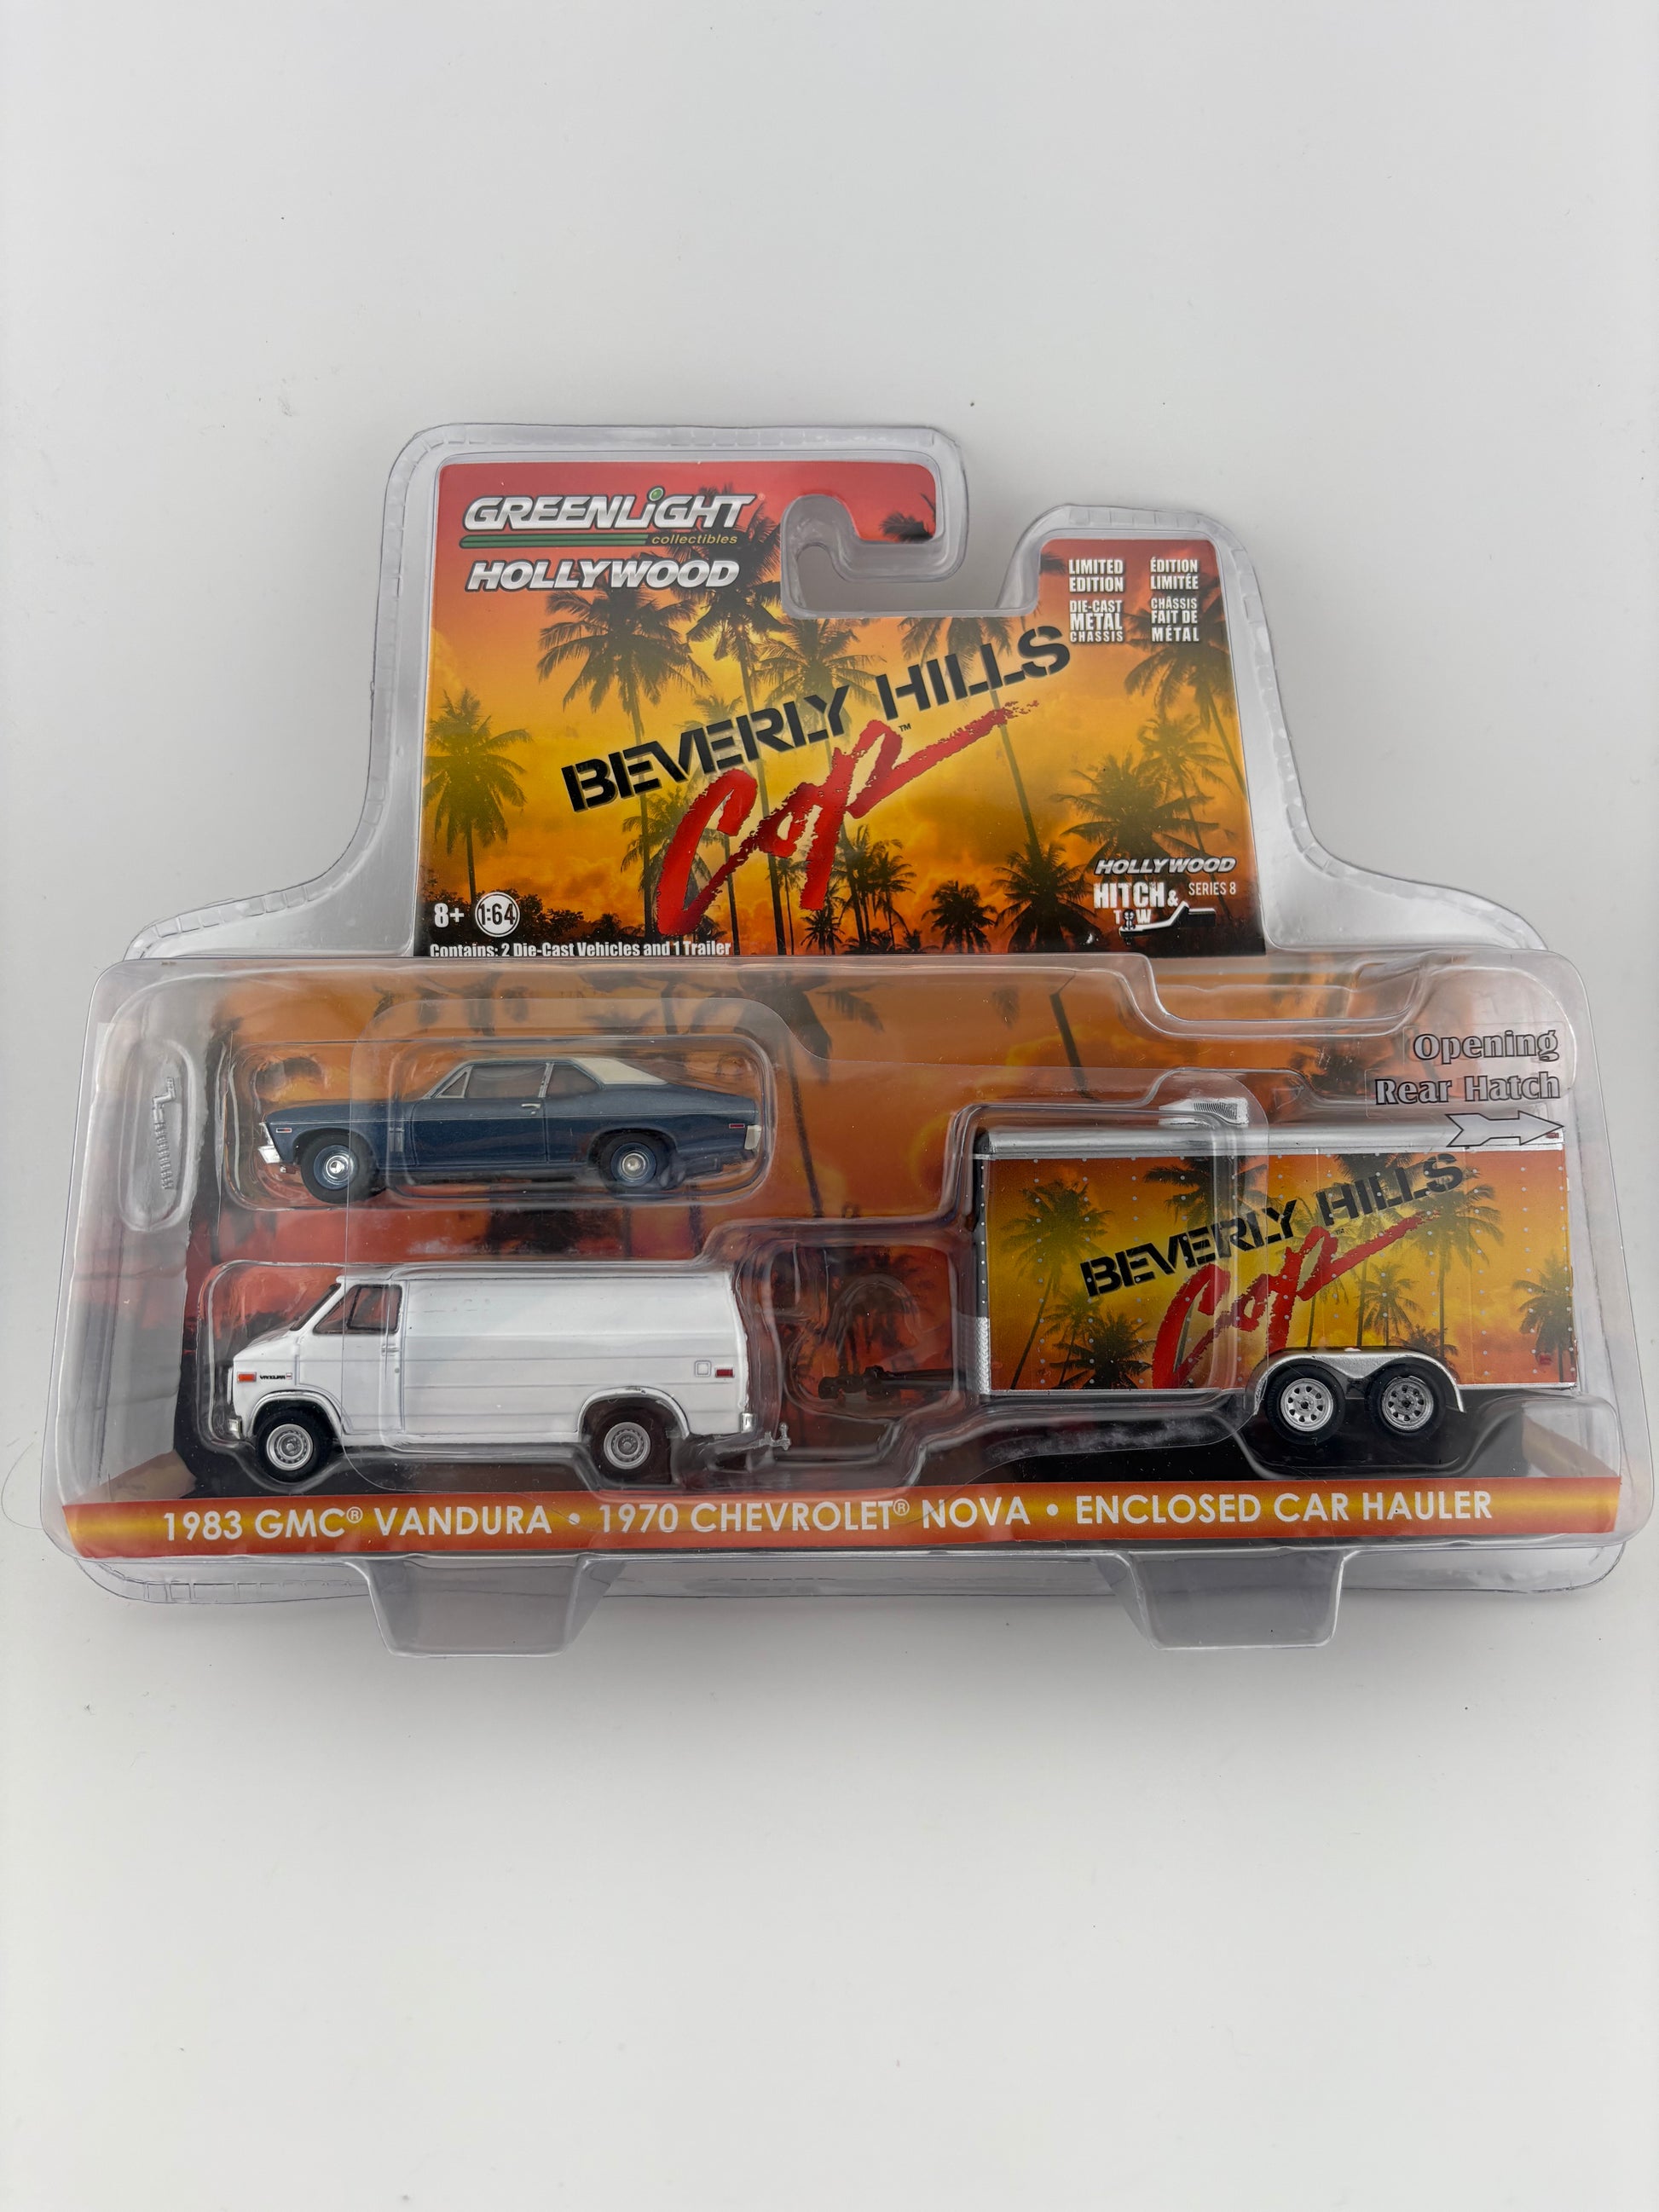 GREENLiGHT
collectibles
HOLLYWOOD
LIMITED
EDITION
ÉDITION
LIMITÉE
DIE-CAST
METAL
CHASSIS
CHÂSSIS
FAIT DE
MÉTAL
BEVERLY HILLS
Cop™
HOLLYWOOD
HITCH &
TOW
SERIES 8
8+
1:64
Contains: 2 Die-Cast Vehicles and 1 Trailer
Opening
Rear Hatch
BEVERLY HILLS
Cop
VANDURA
1983 GMC® VANDURA • 1970 CHEVROLET® NOVA • ENCLOSED CAR HAULER